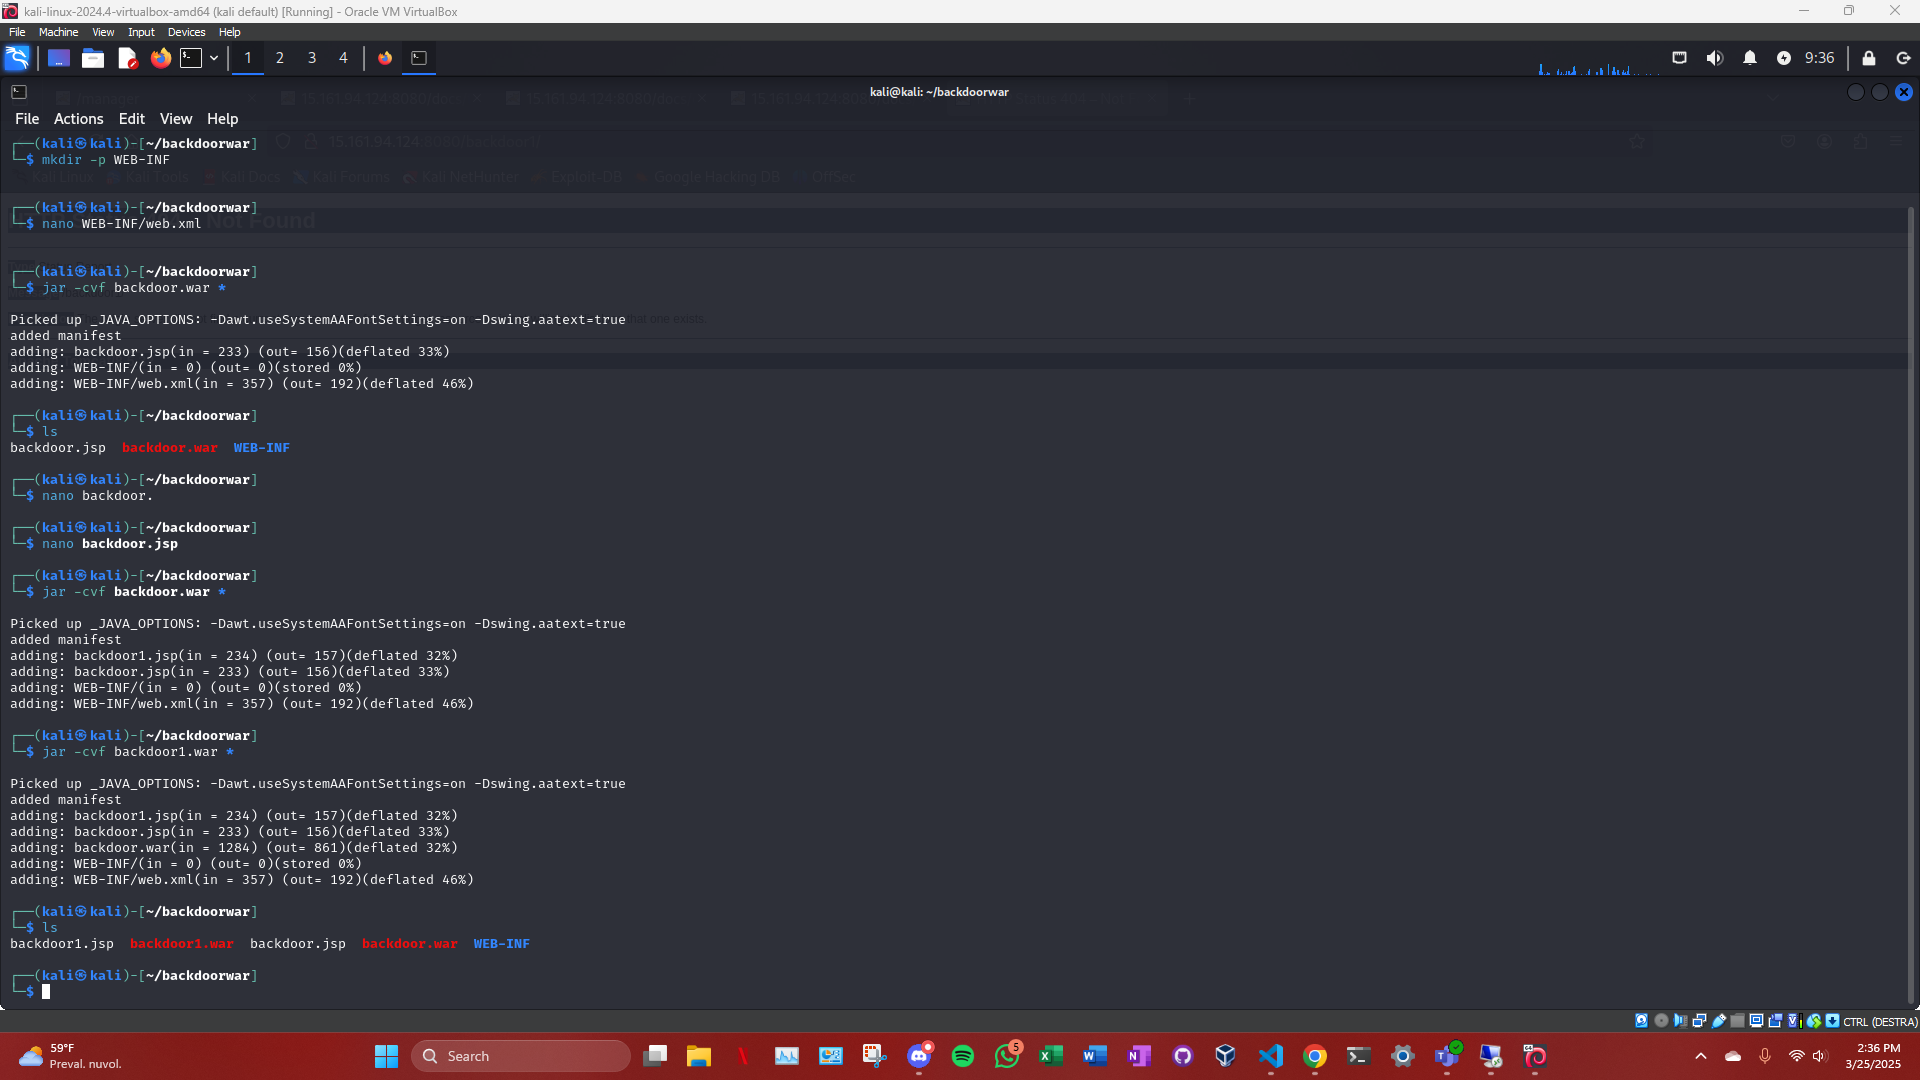 kali-linux-2024.4-virtualbox-amd64 (kali default) [Running] - Oracle VM VirtualBox
File Machine View Input Devices Help
1 2 3 4 9:36
kali@kali: ~/backdoorwar
File Actions Edit View Help
┌──(kali㉿kali)-[~/backdoorwar]
└─$ mkdir -p WEB-INF
┌──(kali㉿kali)-[~/backdoorwar]
└─$ nano WEB-INF/web.xml
┌──(kali㉿kali)-[~/backdoorwar]
└─$ jar -cvf backdoor.war *
Picked up _JAVA_OPTIONS: -Dawt.useSystemAAFontSettings=on -Dswing.aatext=true
added manifest
adding: backdoor.jsp(in = 233) (out= 156)(deflated 33%)
adding: WEB-INF/(in = 0) (out= 0)(stored 0%)
adding: WEB-INF/web.xml(in = 357) (out= 192)(deflated 46%)
┌──(kali㉿kali)-[~/backdoorwar]
└─$ ls
backdoor.jsp backdoor.war WEB-INF
┌──(kali㉿kali)-[~/backdoorwar]
└─$ nano backdoor.
┌──(kali㉿kali)-[~/backdoorwar]
└─$ nano backdoor.jsp
┌──(kali㉿kali)-[~/backdoorwar]
└─$ jar -cvf backdoor.war *
Picked up _JAVA_OPTIONS: -Dawt.useSystemAAFontSettings=on -Dswing.aatext=true
added manifest
adding: backdoor1.jsp(in = 234) (out= 157)(deflated 32%)
adding: backdoor.jsp(in = 233) (out= 156)(deflated 33%)
adding: WEB-INF/(in = 0) (out= 0)(stored 0%)
adding: WEB-INF/web.xml(in = 357) (out= 192)(deflated 46%)
┌──(kali㉿kali)-[~/backdoorwar]
└─$ jar -cvf backdoor1.war *
Picked up _JAVA_OPTIONS: -Dawt.useSystemAAFontSettings=on -Dswing.aatext=true
added manifest
adding: backdoor1.jsp(in = 234) (out= 157)(deflated 32%)
adding: backdoor.jsp(in = 233) (out= 156)(deflated 33%)
adding: backdoor.war(in = 1284) (out= 861)(deflated 32%)
adding: WEB-INF/(in = 0) (out= 0)(stored 0%)
adding: WEB-INF/web.xml(in = 357) (out= 192)(deflated 46%)
┌──(kali㉿kali)-[~/backdoorwar]
└─$ ls
backdoor1.jsp backdoor1.war backdoor.jsp backdoor.war WEB-INF
┌──(kali㉿kali)-[~/backdoorwar]
└─$
CTRL (DESTRA)
59°F
Preval. nuvol.
Search
5
2:36 PM
3/25/2025